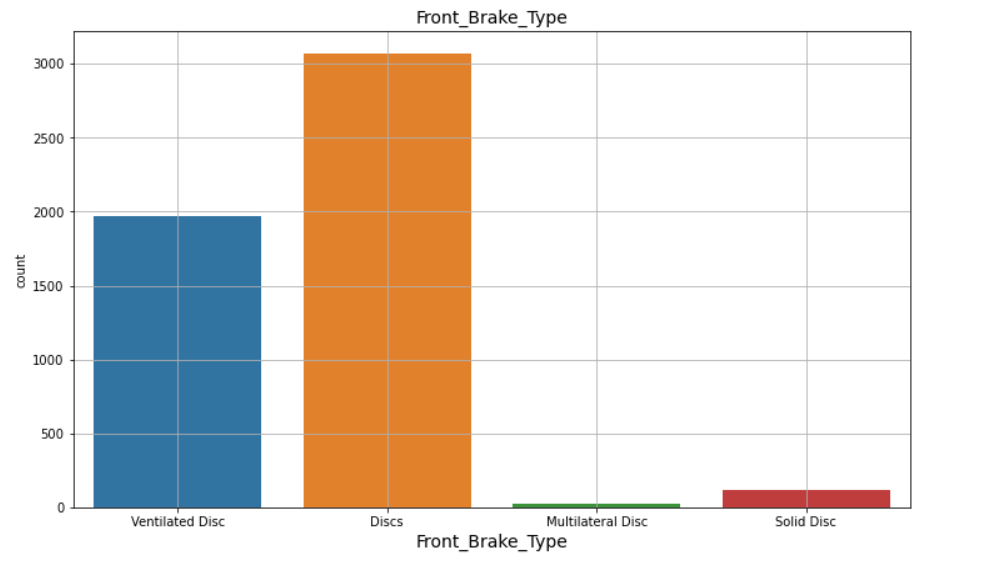 Front_Brake_Type
3000
2500
2000
1500
1000
500
0
count
Ventilated Disc
Discs
Multilateral Disc
Solid Disc
Front_Brake_Type